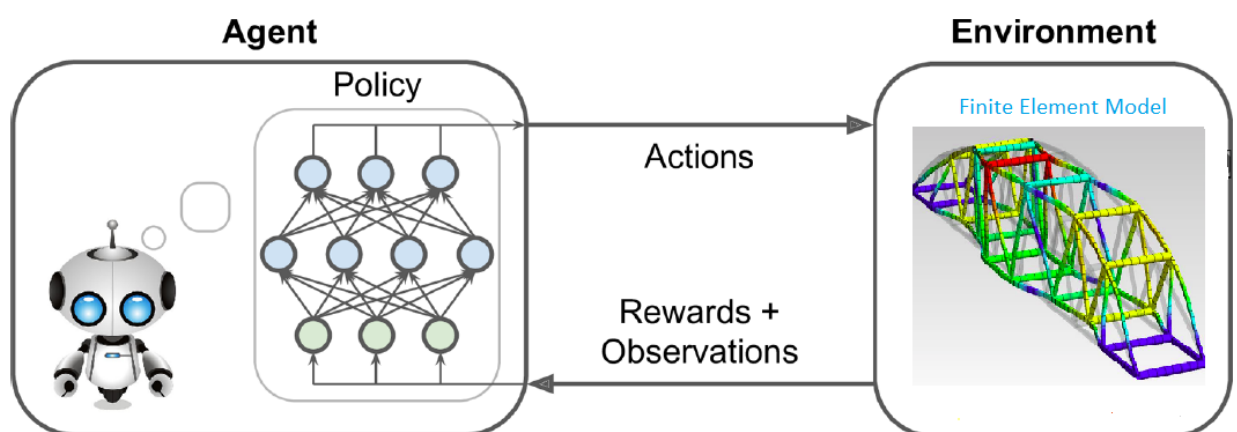 Agent
Environment
Policy
Finite Element Model
Actions
Rewards +
Observations